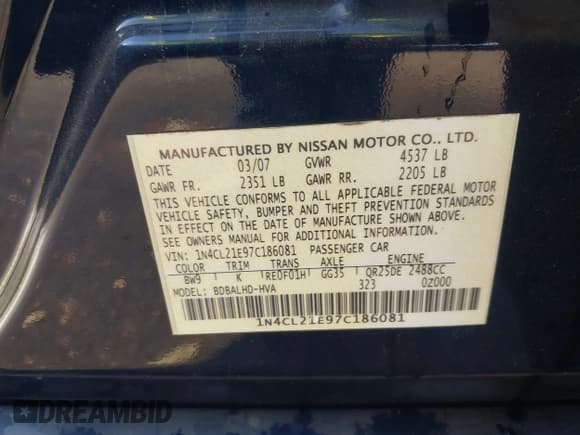 MANUFACTURED BY NISSAN MOTOR CO., LTD.
DATE 03/07 GVWR 4537 LB
GAWR FR. 2351 LB GAWR RR. 2205 LB
THIS VEHICLE CONFORMS TO ALL APPLICABLE FEDERAL MOTOR
VEHICLE SAFETY, BUMPER AND THEFT PREVENTION STANDARDS
IN EFFECT ON THE DATE OF MANUFACTURE SHOWN ABOVE.
SEE OWNERS MANUAL FOR ADDITIONAL INFORMATION.
VIN: 1N4CL21E97C186081 PASSENGER CAR
COLOR TRIM TRANS AXLE ENGINE
BW9 K RE0F01H GG35 QR25DE 2488CC
MODEL: BDBALHD-HVA 323 0Z000
1N4CL21E97C186081
DREAMBID